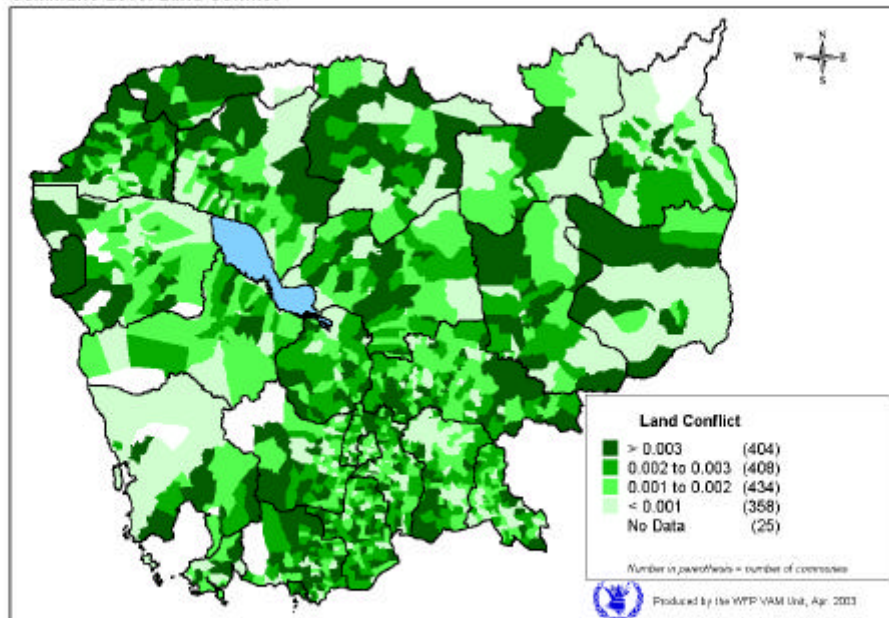 N
W E
S
Land Conflict
> 0.003 (404)
0.002 to 0.003 (408)
0.001 to 0.002 (434)
< 0.001 (358)
No Data (25)
Number in parenthesis = number of communes
Produced by the WFP VAM Unit, Apr. 2003